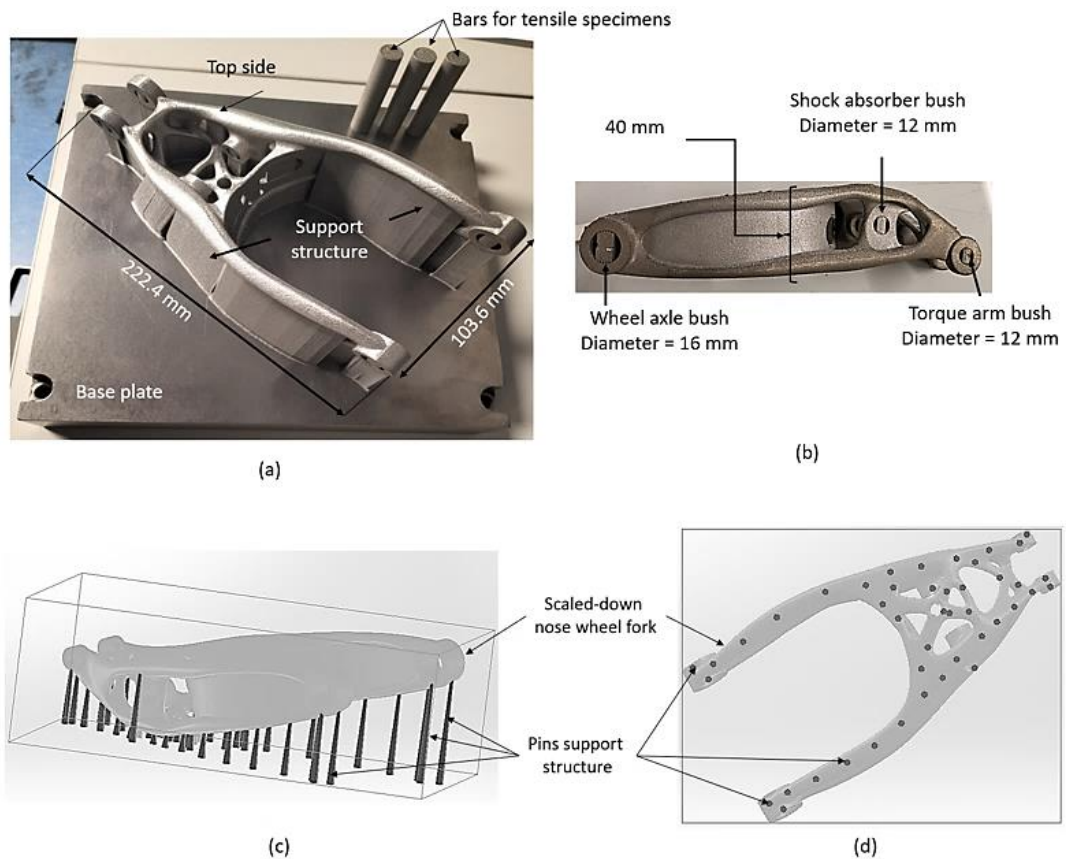 Bars for tensile specimens
Top side
Support
structure
222.4 mm
103.6 mm
Base plate
(a)
40 mm
Shock absorber bush
Diameter = 12 mm
Wheel axle bush
Diameter = 16 mm
Torque arm bush
Diameter = 12 mm
(b)
Scaled-down
nose wheel fork
Pins support
structure
(c)
(d)